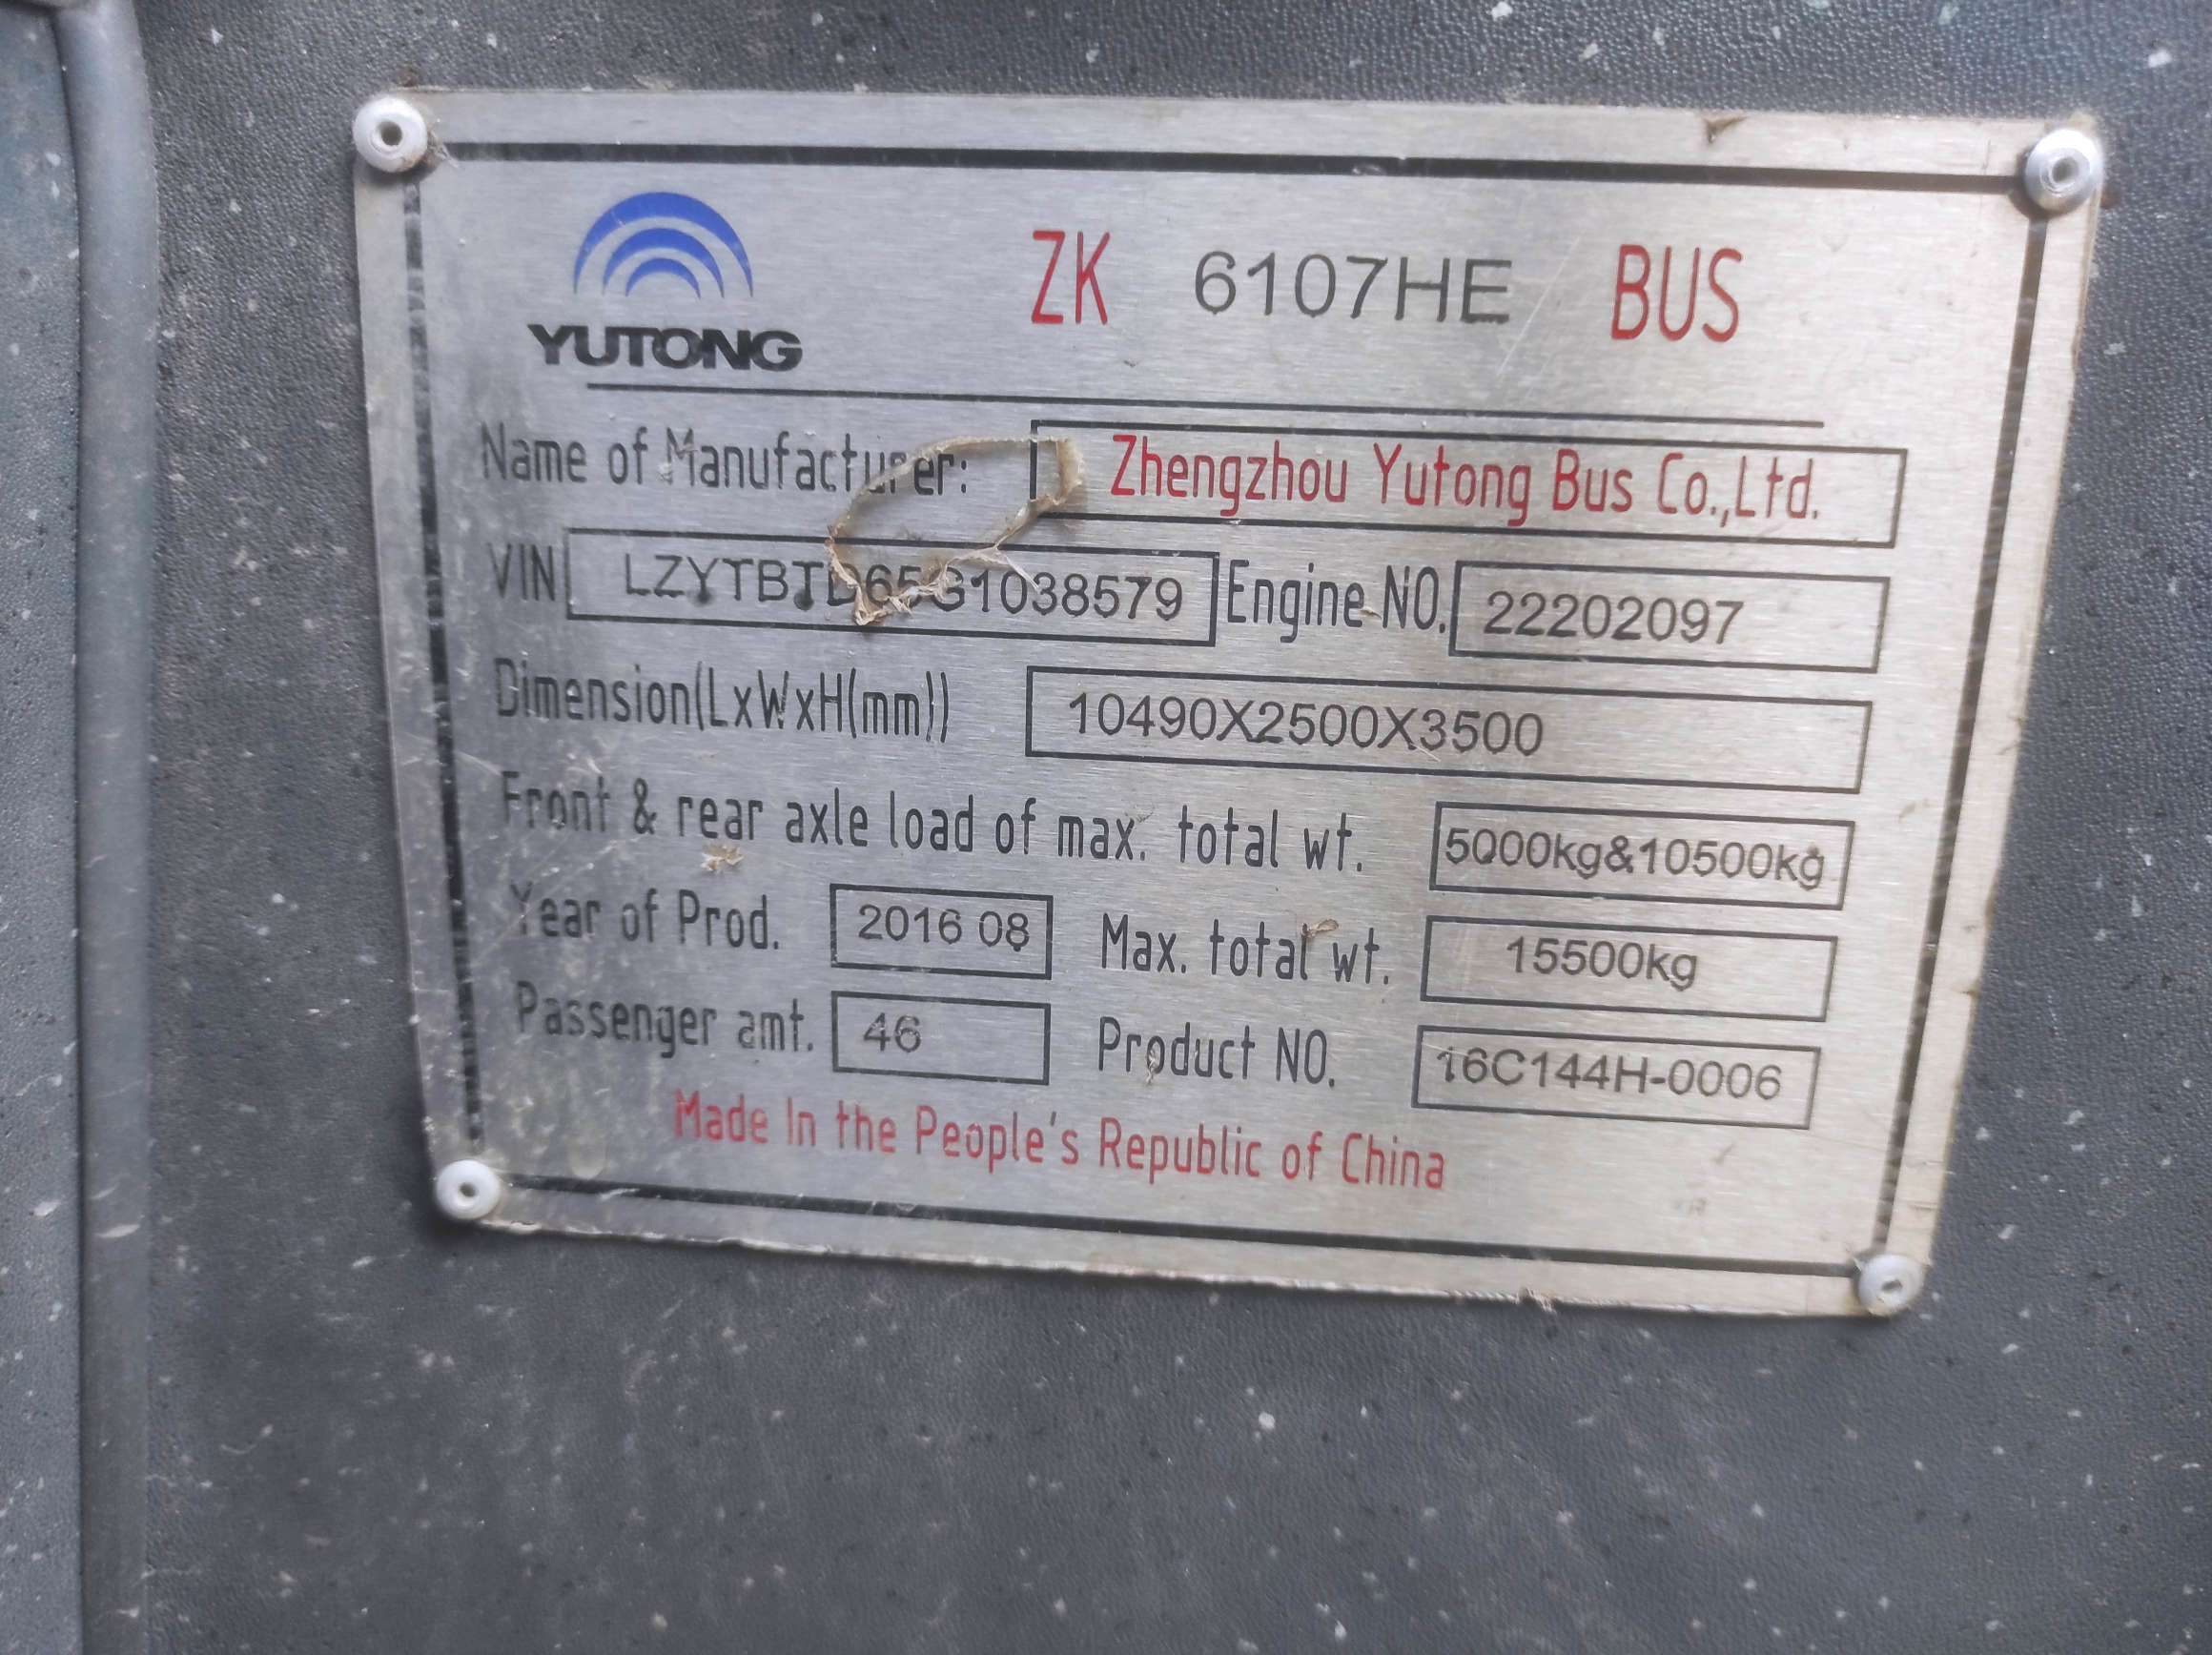 YUTONG
ZK 6107HE BUS
Name of Manufacturer: Zhengzhou Yutong Bus Co.,Ltd.
VIN LZYTBTD65G1038579 Engine NO. 22202097
Dimension(LxWxH(mm)) 10490X2500X3500
Front & rear axle load of max. total wt. 5000kg&10500kg
Year of Prod. 2016 08 Max. total wt. 15500kg
Passenger amt. 46 Product NO. 16C144H-0006
Made In the People's Republic of China